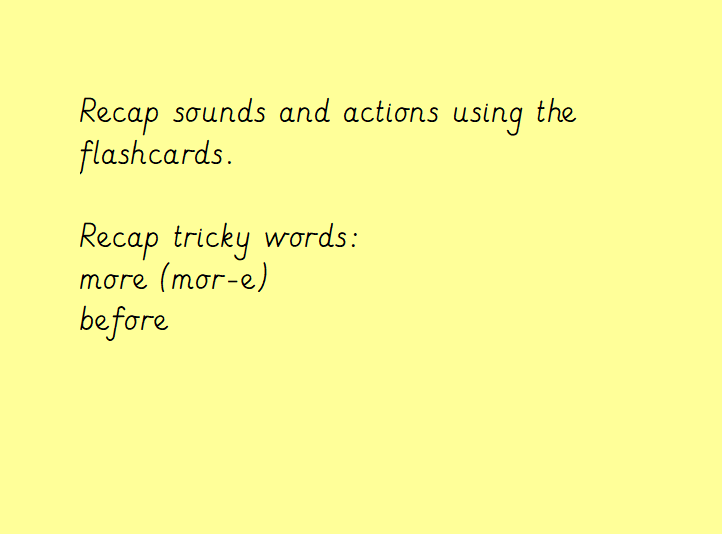 Recap sounds and actions using the
flashcards.
Recap tricky words:
more (mor-e)
before